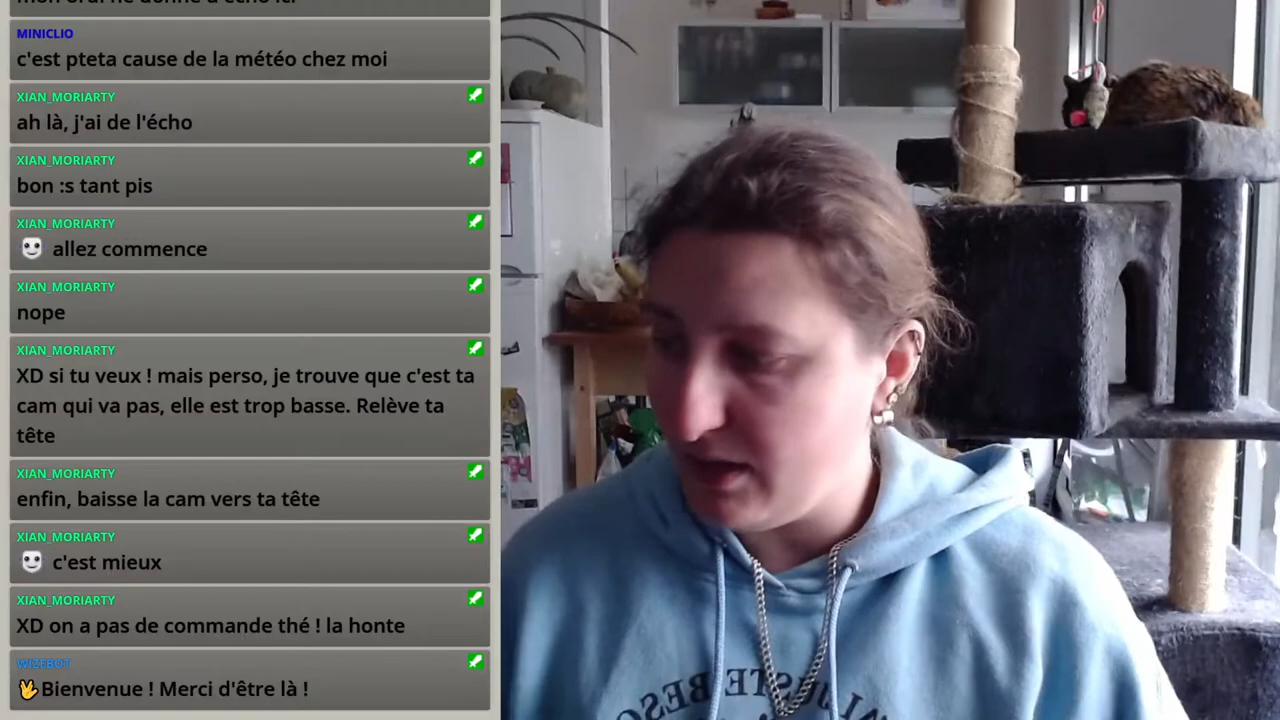 MINICLIO
c'est pteta cause de la météo chez moi
XIAN_MORIARTY
ah là, j'ai de l'écho
XIAN_MORIARTY
bon :s tant pis
XIAN_MORIARTY
allez commence
XIAN_MORIARTY
nope
XIAN_MORIARTY
XD si tu veux ! mais perso, je trouve que c'est ta
cam qui va pas, elle est trop basse. Relève ta
tête
XIAN_MORIARTY
enfin, baisse la cam vers ta tête
XIAN_MORIARTY
c'est mieux
XIAN_MORIARTY
XD on a pas de commande thé ! la honte
WIZEBOT
🖖Bienvenue ! Merci d'être là !